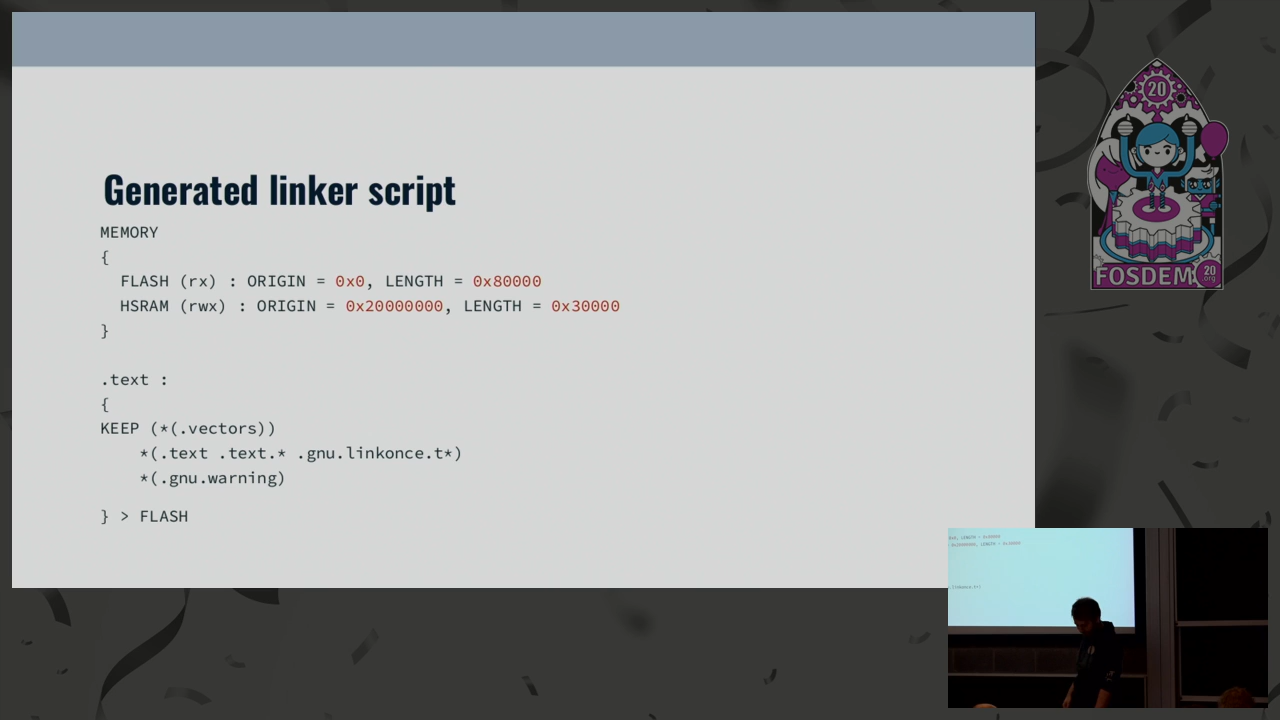 Generated linker script
MEMORY
{
  FLASH (rx) : ORIGIN = 0x0, LENGTH = 0x80000
  HSRAM (rwx) : ORIGIN = 0x20000000, LENGTH = 0x30000
}
.text :
{
KEEP (*(.vectors))
    *(.text .text.* .gnu.linkonce.t*)
    *(.gnu.warning)
} > FLASH
20
FOSDEM
20
.org